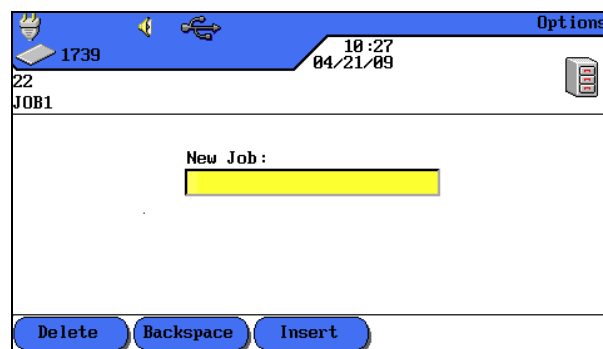 Options
1739
10:27
04/21/09
22
JOB1
New Job:
Delete Backspace Insert